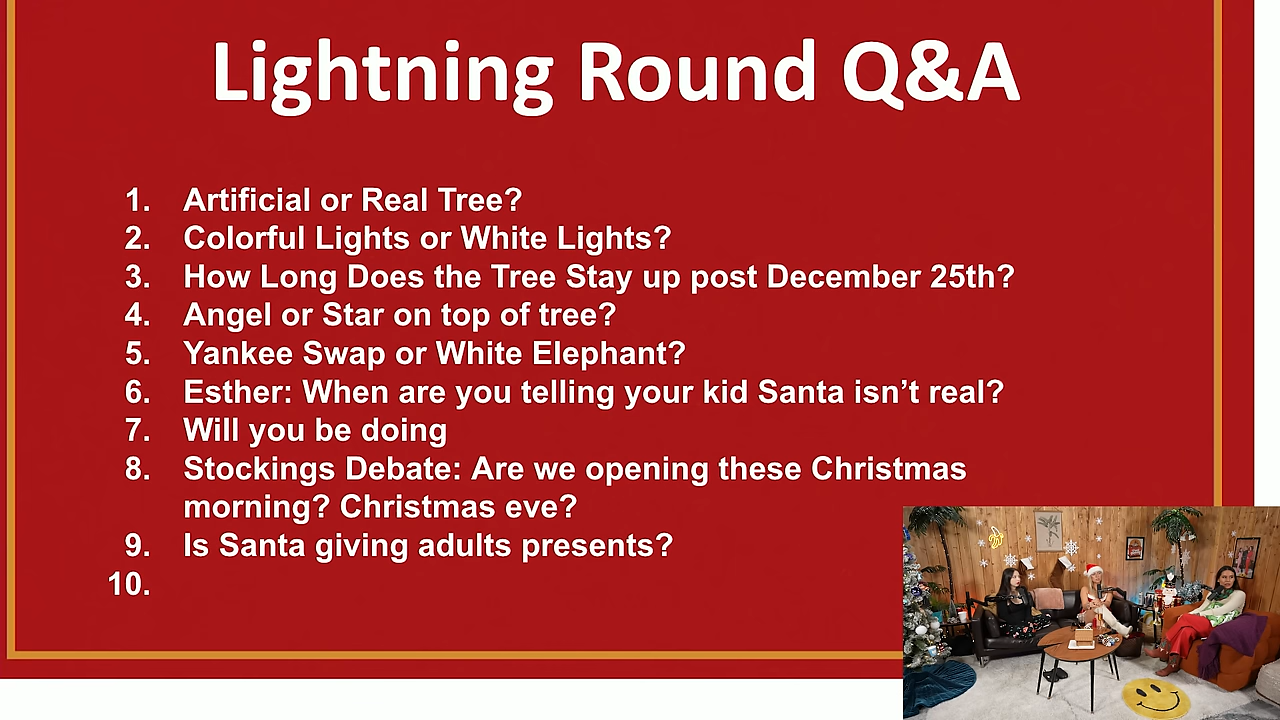 Lightning Round Q&A
1. Artificial or Real Tree?
2. Colorful Lights or White Lights?
3. How Long Does the Tree Stay up post December 25th?
4. Angel or Star on top of tree?
5. Yankee Swap or White Elephant?
6. Esther: When are you telling your kid Santa isn’t real?
7. Will you be doing
8. Stockings Debate: Are we opening these Christmas
morning? Christmas eve?
9. Is Santa giving adults presents?
10.